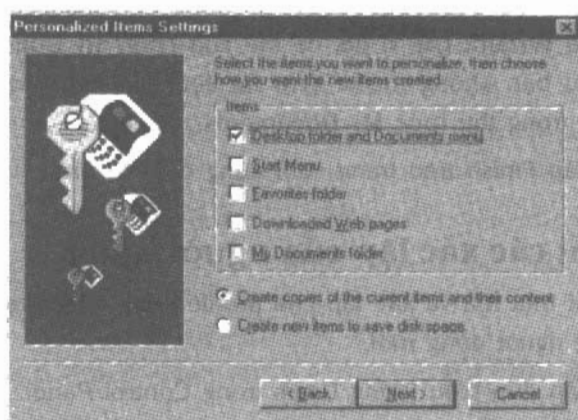 Personalized Items Settings
Select the items you want to personalize, then choose
how you want the new items created.
Items
Desktop folder and Documents menu
Start Menu
Favorites folder
Downloaded Web pages
My Documents folder
Create copies of the current items and their content
Create new items to save disk space
< Back
Next >
Cancel